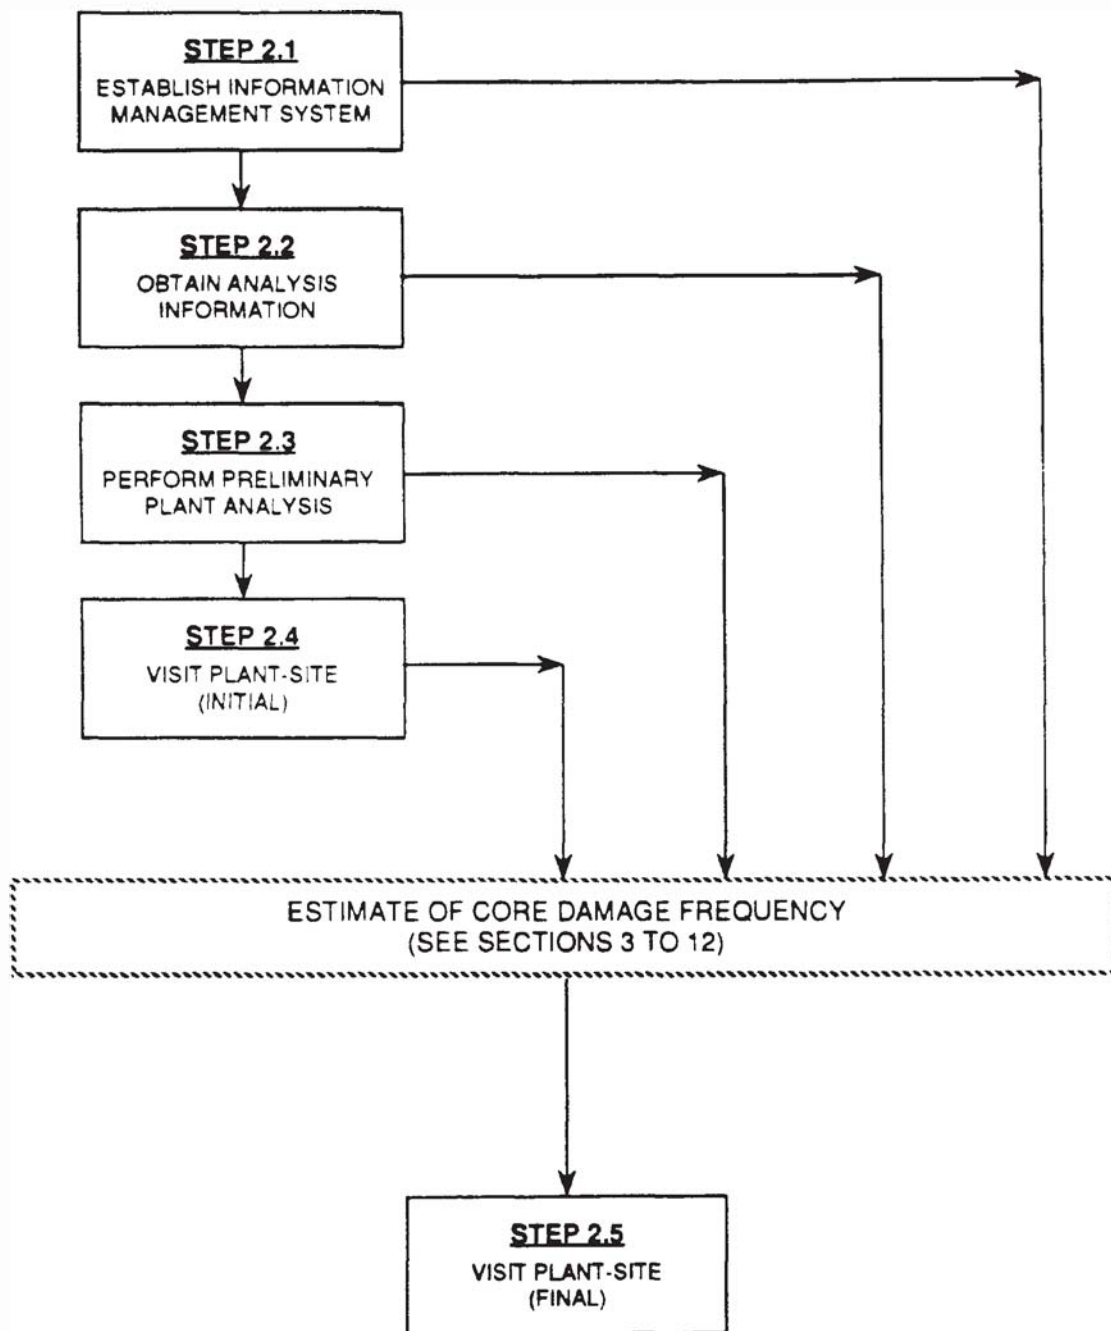 STEP 2.1
ESTABLISH INFORMATION
MANAGEMENT SYSTEM
STEP 2.2
OBTAIN ANALYSIS
INFORMATION
STEP 2.3
PERFORM PRELIMINARY
PLANT ANALYSIS
STEP 2.4
VISIT PLANT-SITE
(INITIAL)
ESTIMATE OF CORE DAMAGE FREQUENCY
(SEE SECTIONS 3 TO 12)
STEP 2.5
VISIT PLANT-SITE
(FINAL)